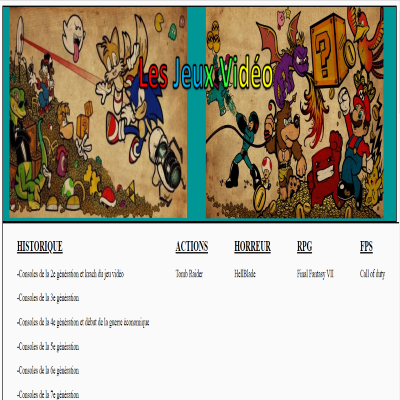 Les Jeux Vidéo
?
HISTORIQUE ACTIONS HORREUR RPG FPS
-Consoles de la 2e génération et krach du jeu vidéo Tomb Raider HellBlade Final Fantasy VII Call of duty
-Consoles de la 3e génération
-Consoles de la 4e génération et début de la guerre économique
-Consoles de la 5e génération
-Consoles de la 6e génération
-Consoles de la 7e génération